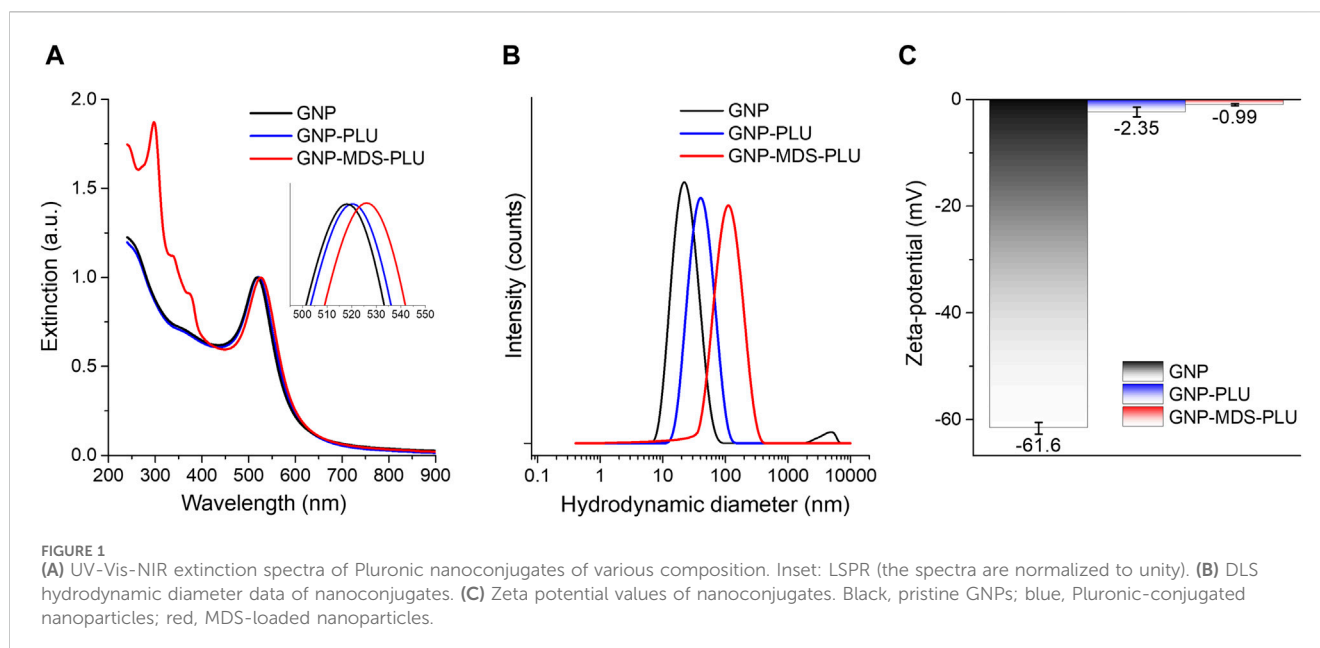 A
2.0
1.5
1.0
0.5
0.0
Extinction (a.u.)
GNP
GNP-PLU
GNP-MDS-PLU
500 510 520 530 540 550
200 300 400 500 600 700 800 900
Wavelength (nm)
B
Intensity (counts)
GNP
GNP-PLU
GNP-MDS-PLU
0.1 1 10 100 1000 10000
Hydrodynamic diameter (nm)
C
0
-20
-40
-60
Zeta-potential (mV)
-2.35
-0.99
-61.6
GNP
GNP-PLU
GNP-MDS-PLU
FIGURE 1
(A) UV-Vis-NIR extinction spectra of Pluronic nanoconjugates of various composition. Inset: LSPR (the spectra are normalized to unity). (B) DLS
hydrodynamic diameter data of nanoconjugates. (C) Zeta potential values of nanoconjugates. Black, pristine GNPs; blue, Pluronic-conjugated
nanoparticles; red, MDS-loaded nanoparticles.